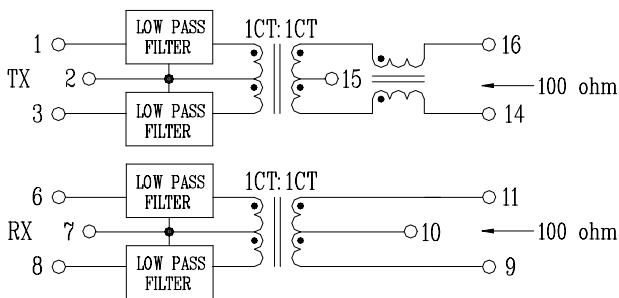 LOW PASS
FILTER
1CT:1CT
1
16
TX
2
15
100 ohm
3
LOW PASS
FILTER
14
LOW PASS
FILTER
1CT:1CT
6
11
RX
7
10
100 ohm
8
LOW PASS
FILTER
9